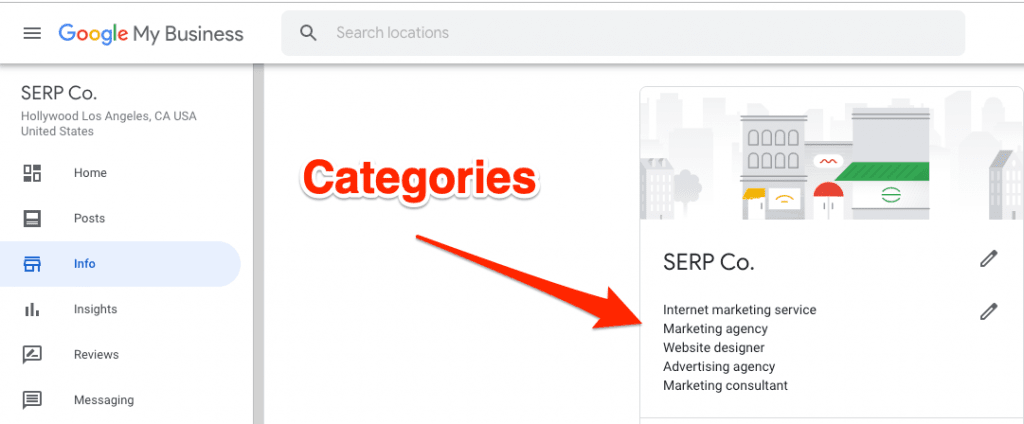 Google My Business
Search locations
SERP Co.
Hollywood Los Angeles, CA USA
United States
Home
Posts
Info
Insights
Reviews
Messaging
Categories
SERP Co.
Internet marketing service
Marketing agency
Website designer
Advertising agency
Marketing consultant